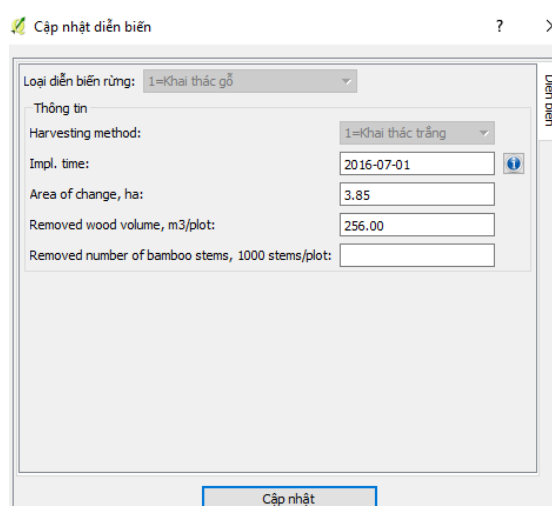 Cập nhật diễn biến ?
Diễn biến
Loại diễn biến rừng: 1=Khai thác gỗ
Thông tin
Harvesting method: 1=Khai thác trắng
Impl. time: 2016-07-01
Area of change, ha: 3.85
Removed wood volume, m3/plot: 256.00
Removed number of bamboo stems, 1000 stems/plot:
Cập nhật